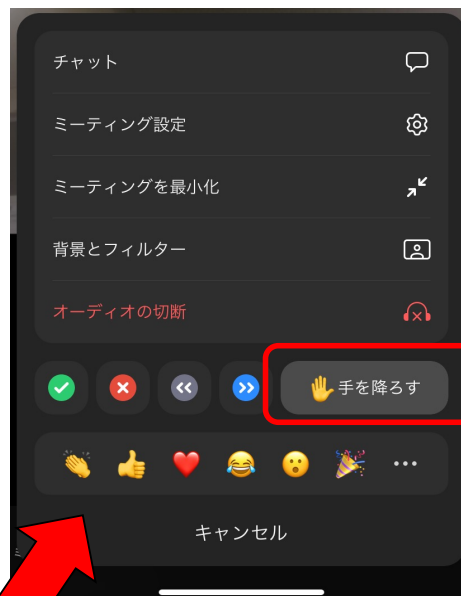 チャット
ミーティング設定
ミーティングを最小化
背景とフィルター
オーディオの切断
手を降ろす
キャンセル